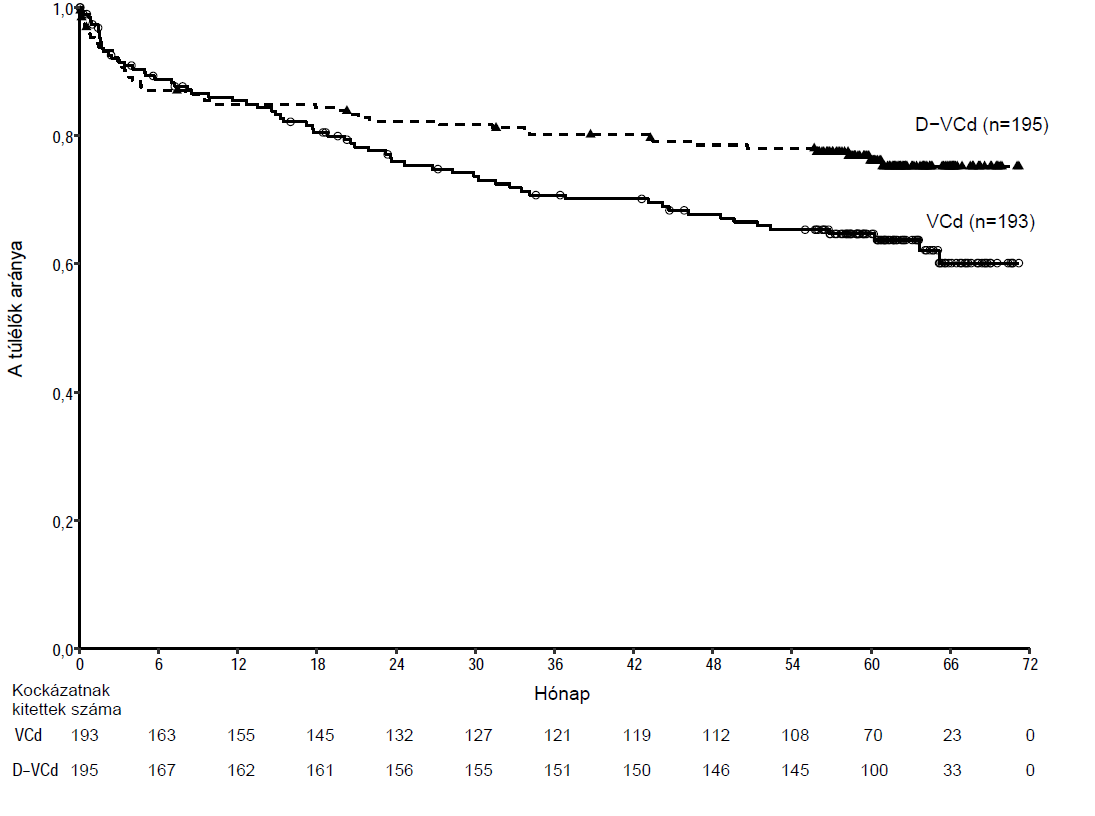 1,0
0,8
0,6
0,4
0,2
0,0
A túlélők aránya
D−VCd (n=195)
VCd (n=193)
0 6 12 18 24 30 36 42 48 54 60 66 72
Hónap
Kockázatnak
kitettek száma
VCd 193 163 155 145 132 127 121 119 112 108 70 23 0
D−VCd 195 167 162 161 156 155 151 150 146 145 100 33 0